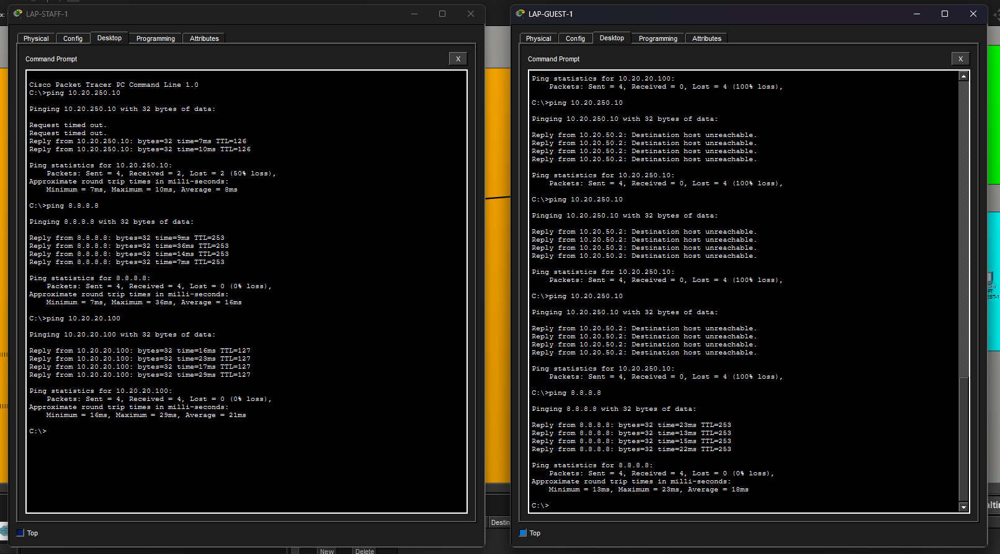 x:
LAP-STAFF-1
Physical
Config
Desktop
Programming
Attributes
Command Prompt
X
Cisco Packet Tracer PC Command Line 1.0
C:\>ping 10.20.250.10
Pinging 10.20.250.10 with 32 bytes of data:
Request timed out.
Request timed out.
Reply from 10.20.250.10: bytes=32 time=7ms TTL=126
Reply from 10.20.250.10: bytes=32 time=10ms TTL=126
Ping statistics for 10.20.250.10:
Packets: Sent = 4, Received = 2, Lost = 2 (50% loss),
Approximate round trip times in milli-seconds:
Minimum = 7ms, Maximum = 10ms, Average = 8ms
C:\>ping 8.8.8.8
Pinging 8.8.8.8 with 32 bytes of data:
Reply from 8.8.8.8: bytes=32 time=9ms TTL=253
Reply from 8.8.8.8: bytes=32 time=36ms TTL=253
Reply from 8.8.8.8: bytes=32 time=14ms TTL=253
Reply from 8.8.8.8: bytes=32 time=7ms TTL=253
Ping statistics for 8.8.8.8:
Packets: Sent = 4, Received = 4, Lost = 0 (0% loss),
Approximate round trip times in milli-seconds:
Minimum = 7ms, Maximum = 36ms, Average = 16ms
C:\>ping 10.20.20.100
Pinging 10.20.20.100 with 32 bytes of data:
Reply from 10.20.20.100: bytes=32 time=16ms TTL=127
Reply from 10.20.20.100: bytes=32 time=23ms TTL=127
Reply from 10.20.20.100: bytes=32 time=17ms TTL=127
Reply from 10.20.20.100: bytes=32 time=29ms TTL=127
Ping statistics for 10.20.20.100:
Packets: Sent = 4, Received = 4, Lost = 0 (0% loss),
Approximate round trip times in milli-seconds:
Minimum = 16ms, Maximum = 29ms, Average = 21ms
C:\>
Top
LAP-GUEST-1
Physical
Config
Desktop
Programming
Attributes
Command Prompt
X
Ping statistics for 10.20.20.100:
Packets: Sent = 4, Received = 0, Lost = 4 (100% loss),
C:\>ping 10.20.250.10
Pinging 10.20.250.10 with 32 bytes of data:
Reply from 10.20.50.2: Destination host unreachable.
Reply from 10.20.50.2: Destination host unreachable.
Reply from 10.20.50.2: Destination host unreachable.
Reply from 10.20.50.2: Destination host unreachable.
Ping statistics for 10.20.250.10:
Packets: Sent = 4, Received = 0, Lost = 4 (100% loss),
C:\>ping 10.20.250.10
Pinging 10.20.250.10 with 32 bytes of data:
Reply from 10.20.50.2: Destination host unreachable.
Reply from 10.20.50.2: Destination host unreachable.
Reply from 10.20.50.2: Destination host unreachable.
Reply from 10.20.50.2: Destination host unreachable.
Ping statistics for 10.20.250.10:
Packets: Sent = 4, Received = 0, Lost = 4 (100% loss),
C:\>ping 10.20.250.10
Pinging 10.20.250.10 with 32 bytes of data:
Reply from 10.20.50.2: Destination host unreachable.
Reply from 10.20.50.2: Destination host unreachable.
Reply from 10.20.50.2: Destination host unreachable.
Reply from 10.20.50.2: Destination host unreachable.
Ping statistics for 10.20.250.10:
Packets: Sent = 4, Received = 0, Lost = 4 (100% loss),
C:\>ping 8.8.8.8
Pinging 8.8.8.8 with 32 bytes of data:
Reply from 8.8.8.8: bytes=32 time=23ms TTL=253
Reply from 8.8.8.8: bytes=32 time=13ms TTL=253
Reply from 8.8.8.8: bytes=32 time=15ms TTL=253
Reply from 8.8.8.8: bytes=32 time=22ms TTL=253
Ping statistics for 8.8.8.8:
Packets: Sent = 4, Received = 4, Lost = 0 (0% loss),
Approximate round trip times in milli-seconds:
Minimum = 13ms, Maximum = 23ms, Average = 18ms
C:\>
Top
PT
EST-1
Destin
New
Delete